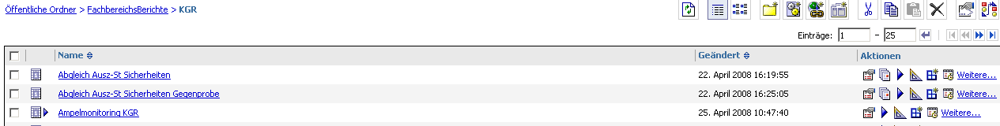 Öffentliche Ordner > FachbereichsBerichte > KGR
Einträge: 1 - 25
Name Geändert Aktionen
Abgleich Ausz-St Sicherheiten 22. April 2008 16:19:55 Weitere...
Abgleich Ausz-St Sicherheiten Gegenprobe 22. April 2008 16:25:05 Weitere...
Ampelmonitoring KGR 25. April 2008 10:47:40 Weitere...